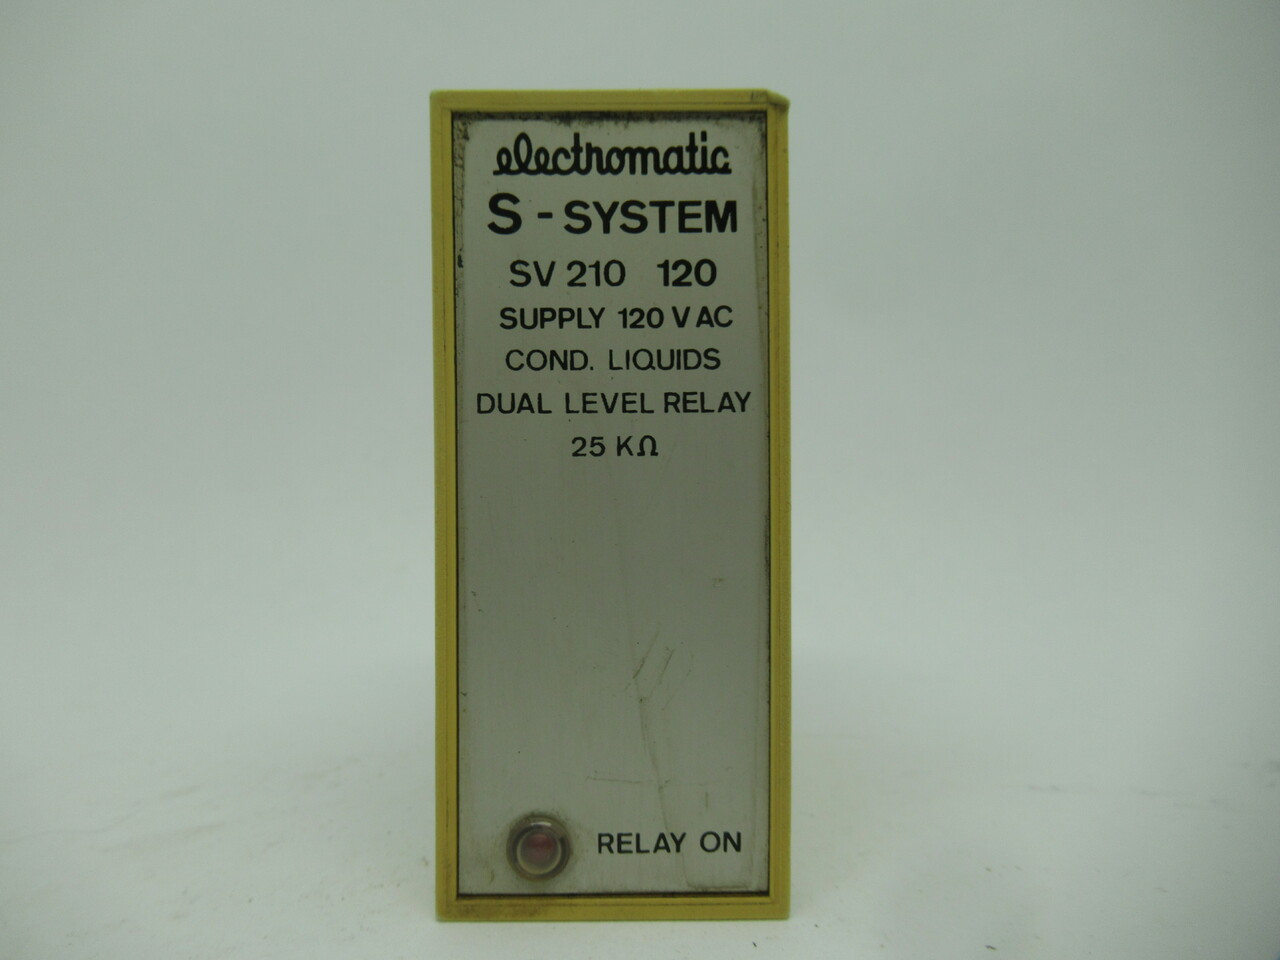 electromatic
S - SYSTEM
SV 210 120
SUPPLY 120 V AC
COND. LIQUIDS
DUAL LEVEL RELAY
25 KΩ
RELAY ON